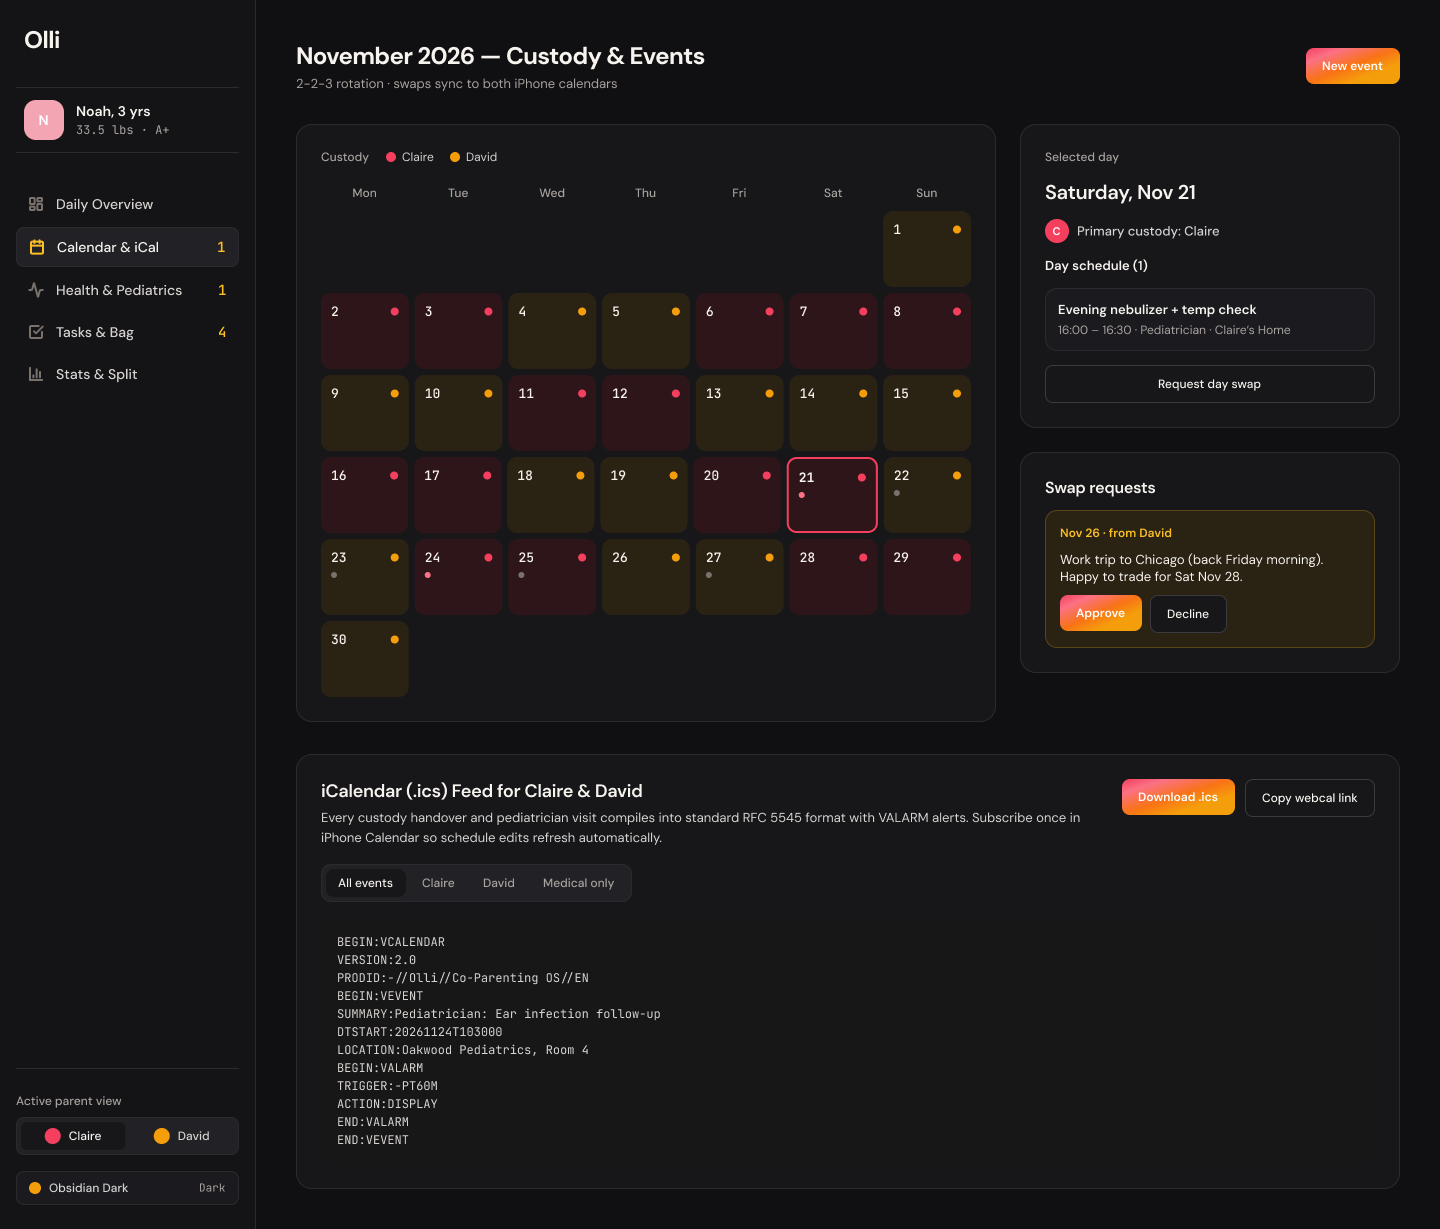 Olli
N
Noah, 3 yrs
33.5 lbs · A+
Daily Overview
Calendar & iCal 1
Health & Pediatrics 1
Tasks & Bag 4
Stats & Split
Active parent view
Claire David
Obsidian Dark Dark
November 2026 — Custody & Events
2-2-3 rotation · swaps sync to both iPhone calendars
New event
Custody Claire David
Mon Tue Wed Thu Fri Sat Sun
1
2 3 4 5 6 7 8
9 10 11 12 13 14 15
16 17 18 19 20 21 22
23 24 25 26 27 28 29
30
Selected day
Saturday, Nov 21
C Primary custody: Claire
Day schedule (1)
Evening nebulizer + temp check
16:00 – 16:30 · Pediatrician · Claire's Home
Request day swap
Swap requests
Nov 26 · from David
Work trip to Chicago (back Friday morning).
Happy to trade for Sat Nov 28.
Approve Decline
iCalendar (.ics) Feed for Claire & David
Every custody handover and pediatrician visit compiles into standard RFC 5545 format with VALARM alerts. Subscribe once in
iPhone Calendar so schedule edits refresh automatically.
Download .ics Copy webcal link
All events Claire David Medical only
BEGIN:VCALENDAR
VERSION:2.0
PRODID:-//Olli//Co-Parenting OS//EN
BEGIN:VEVENT
SUMMARY:Pediatrician: Ear infection follow-up
DTSTART:20261124T103000
LOCATION:Oakwood Pediatrics, Room 4
BEGIN:VALARM
TRIGGER:-PT60M
ACTION:DISPLAY
END:VALARM
END:VEVENT